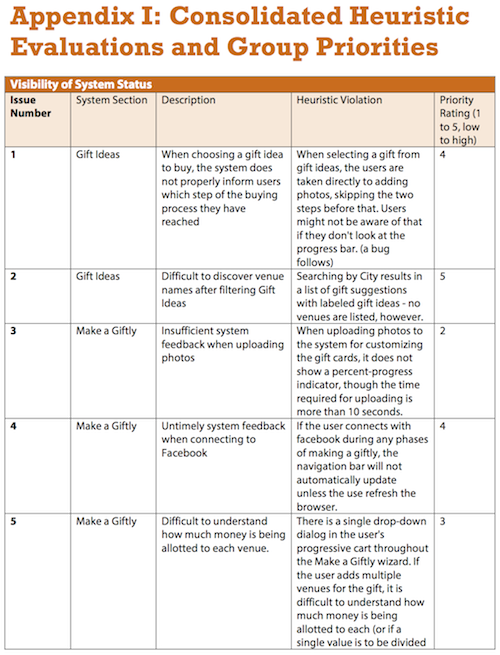 Appendix I: Consolidated Heuristic
Evaluations and Group Priorities
Visibility of System Status
Issue
Number
System Section
Description
Heuristic Violation
Priority
Rating (1
to 5, low
to high)
1
Gift Ideas
When choosing a gift idea
to buy, the system does
not properly inform users
which step of the buying
process they have
reached
When selecting a gift from
gift ideas, the users are
taken directly to adding
photos, skipping the two
steps before that. Users
might not be aware of that
if they don't look at the
progress bar. (a bug
follows)
4
2
Gift Ideas
Difficult to discover venue
names after filtering Gift
Ideas
Searching by City results in
a list of gift suggestions
with labeled gift ideas - no
venues are listed, however.
5
3
Make a Giftly
Insufficient system
feedback when uploading
photos
When uploading photos to
the system for customizing
the gift cards, it does not
show a percent-progress
indicator, though the time
required for uploading is
more than 10 seconds.
2
4
Make a Giftly
Untimely system feedback
when connecting to
Facebook
If the user connects with
facebook during any phases
of making a giftly, the
navigation bar will not
automatically update
unless the use refresh the
browser.
4
5
Make a Giftly
Difficult to understand
how much money is being
allotted to each venue.
There is a single drop-down
dialog in the user's
progressive cart throughout
the Make a Giftly wizard. If
the user adds multiple
venues for the gift, it is
difficult to understand how
much money is being
allotted to each (or if a
single value is to be divided
3